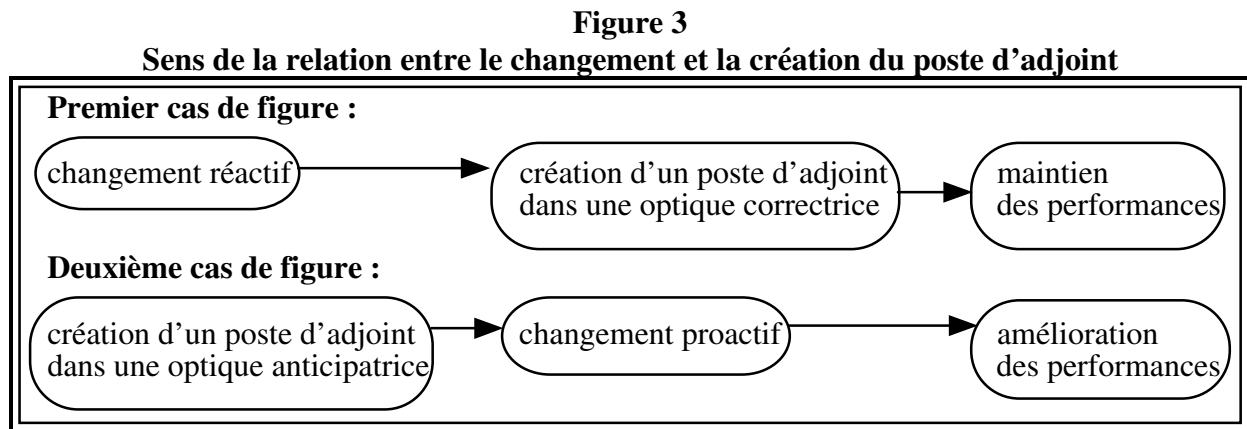 Figure 3
Sens de la relation entre le changement et la création du poste d'adjoint
Premier cas de figure :
changement réactif
création d'un poste d'adjoint
dans une optique correctrice
maintien
des performances
Deuxième cas de figure :
création d'un poste d'adjoint
dans une optique anticipatrice
changement proactif
amélioration
des performances